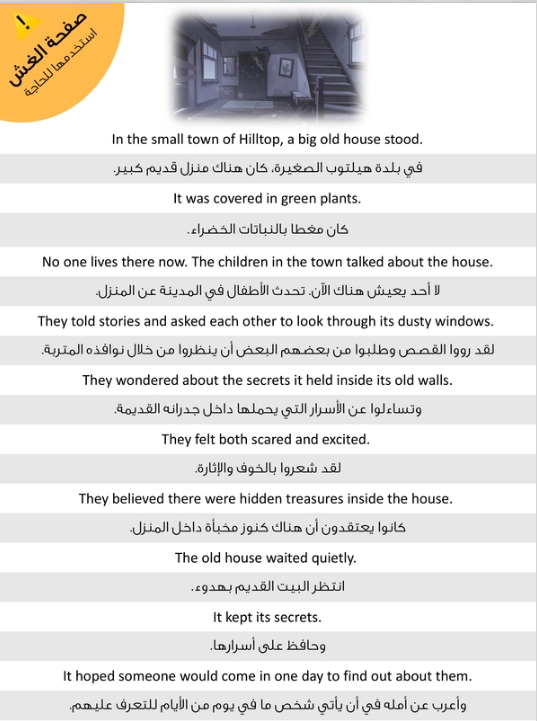 !
صفحة الغش
استخدمها للحاجة
In the small town of Hilltop, a big old house stood.
في بلدة هيلتوب الصغيرة، كان هناك منزل قديم كبير.
It was covered in green plants.
كان مغطا بالنباتات الخضراء.
No one lives there now. The children in the town talked about the house.
لا أحد يعيش هناك الآن. تحدث الأطفال في المدينة عن المنزل.
They told stories and asked each other to look through its dusty windows.
لقد رووا القصص وطلبوا من بعضهم البعض أن ينظروا من خلال نوافذه المتربة.
They wondered about the secrets it held inside its old walls.
وتساءلوا عن الأسرار التي يحملها داخل جدرانه القديمة.
They felt both scared and excited.
لقد شعروا بالخوف والإثارة.
They believed there were hidden treasures inside the house.
كانوا يعتقدون أن هناك كنوز مخبأة داخل المنزل.
The old house waited quietly.
انتظر البيت القديم بهدوء.
It kept its secrets.
وحافظ على أسرارها.
It hoped someone would come in one day to find out about them.
وأعرب عن أمله في أن يأتي شخص ما في يوم من الأيام للتعرف عليهم.